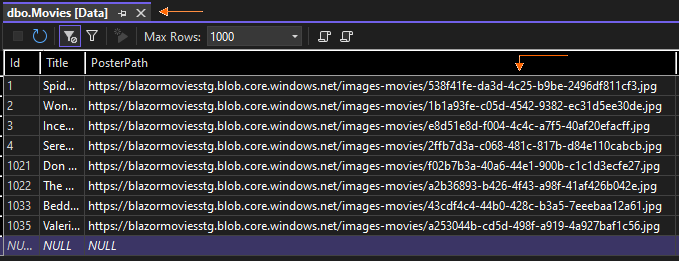 dbo.Movies [Data]
Max Rows: 1000
Id Title PosterPath
1 Spid... https://blazormoviesstg.blob.core.windows.net/images-movies/538f41fe-da3d-4c25-b9be-2496df811cf3.jpg
2 Won... https://blazormoviesstg.blob.core.windows.net/images-movies/1b1a93fe-c05d-4542-9382-ec31d5ee30de.jpg
3 Ince... https://blazormoviesstg.blob.core.windows.net/images-movies/e8d51e8d-f004-4c4c-a7f5-40af20efacff.jpg
4 Sere... https://blazormoviesstg.blob.core.windows.net/images-movies/2ffb7d3a-c068-481c-817b-d84e110cabcb.jpg
1021 Don ... https://blazormoviesstg.blob.core.windows.net/images-movies/f02b7b3a-40a6-44e1-900b-c1c1d3ecfe27.jpg
1022 The ... https://blazormoviesstg.blob.core.windows.net/images-movies/a2b36893-b426-4f43-a98f-41af426b042e.jpg
1033 Bedd... https://blazormoviesstg.blob.core.windows.net/images-movies/43cdf4c4-44b0-428c-b3a5-7eeebaa12a61.jpg
1035 Valeri... https://blazormoviesstg.blob.core.windows.net/images-movies/a253044b-cd5d-498f-a919-4a927baf1c56.jpg
NU... NULL NULL